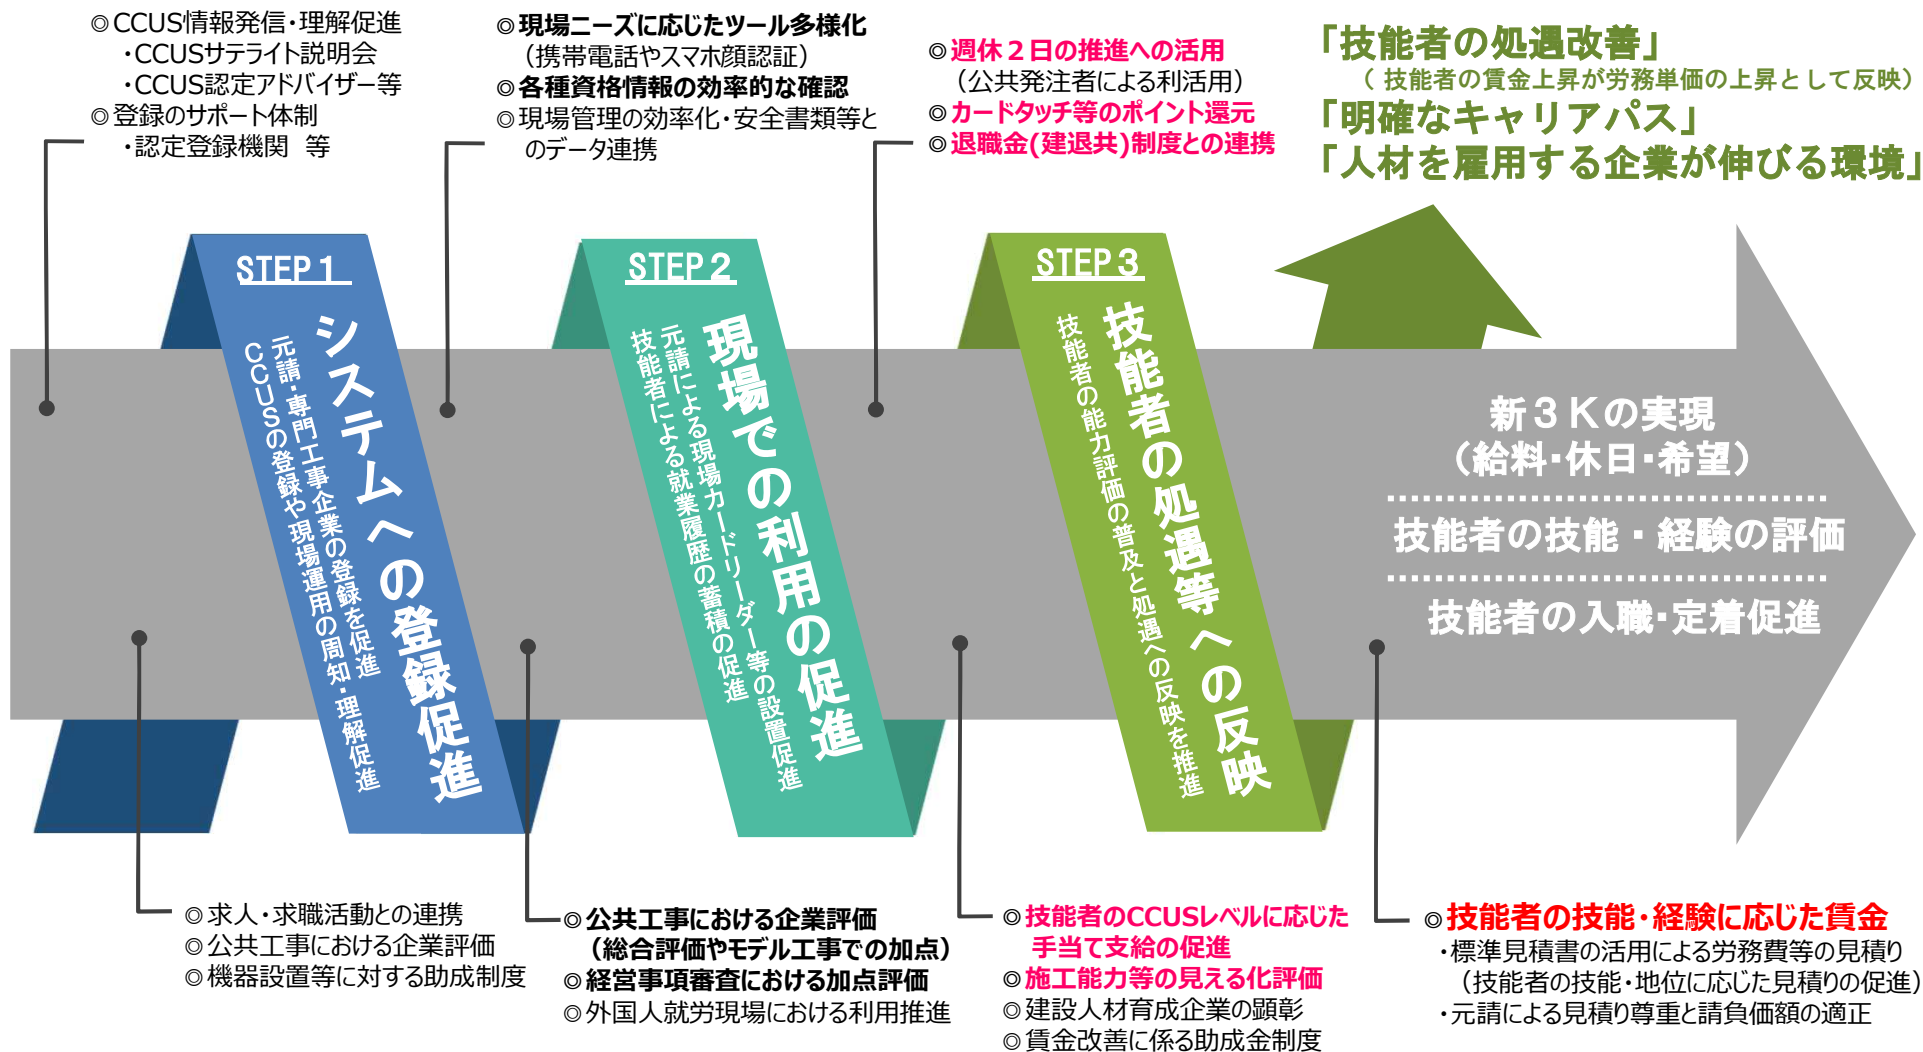 ◎CCUS情報発信・理解促進
・CCUSサテライト説明会
・CCUS認定アドバイザー等
◎登録のサポート体制
・認定登録機関　等
◎現場ニーズに応じたツール多様化
（携帯電話やスマホ顔認証）
◎各種資格情報の効率的な確認
◎現場管理の効率化・安全書類等と
のデータ連携
◎週休２日の推進への活用
（公共発注者による利活用）
◎カードタッチ等のポイント還元
◎退職金(建退共)制度との連携
「技能者の処遇改善」
（ 技能者の賃金上昇が労務単価の上昇として反映）
「明確なキャリアパス」
「人材を雇用する企業が伸びる環境」
STEP１
システムへの登録促進
元請・専門工事企業の登録を促進
ＣＣＵＳの登録や現場運用の周知・理解促進
STEP２
現場での利用の促進
元請による現場カードリーダー等の設置促進
技能者による就業履歴の蓄積の促進
STEP３
技能者の処遇等への反映
技能者の能力評価の普及と処遇への反映を推進
新３Ｋの実現
（給料・休日・希望）
技能者の技能・経験の評価
技能者の入職・定着促進
◎求人・求職活動との連携
◎公共工事における企業評価
◎機器設置等に対する助成制度
◎公共工事における企業評価
（総合評価やモデル工事での加点）
◎経営事項審査における加点評価
◎外国人就労現場における利用推進
◎技能者のCCUSレベルに応じた
手当て支給の促進
◎施工能力等の見える化評価
◎建設人材育成企業の顕彰
◎賃金改善に係る助成金制度
◎技能者の技能・経験に応じた賃金
・標準見積書の活用による労務費等の見積り
（技能者の技能・地位に応じた見積りの促進）
・元請による見積り尊重と請負価額の適正